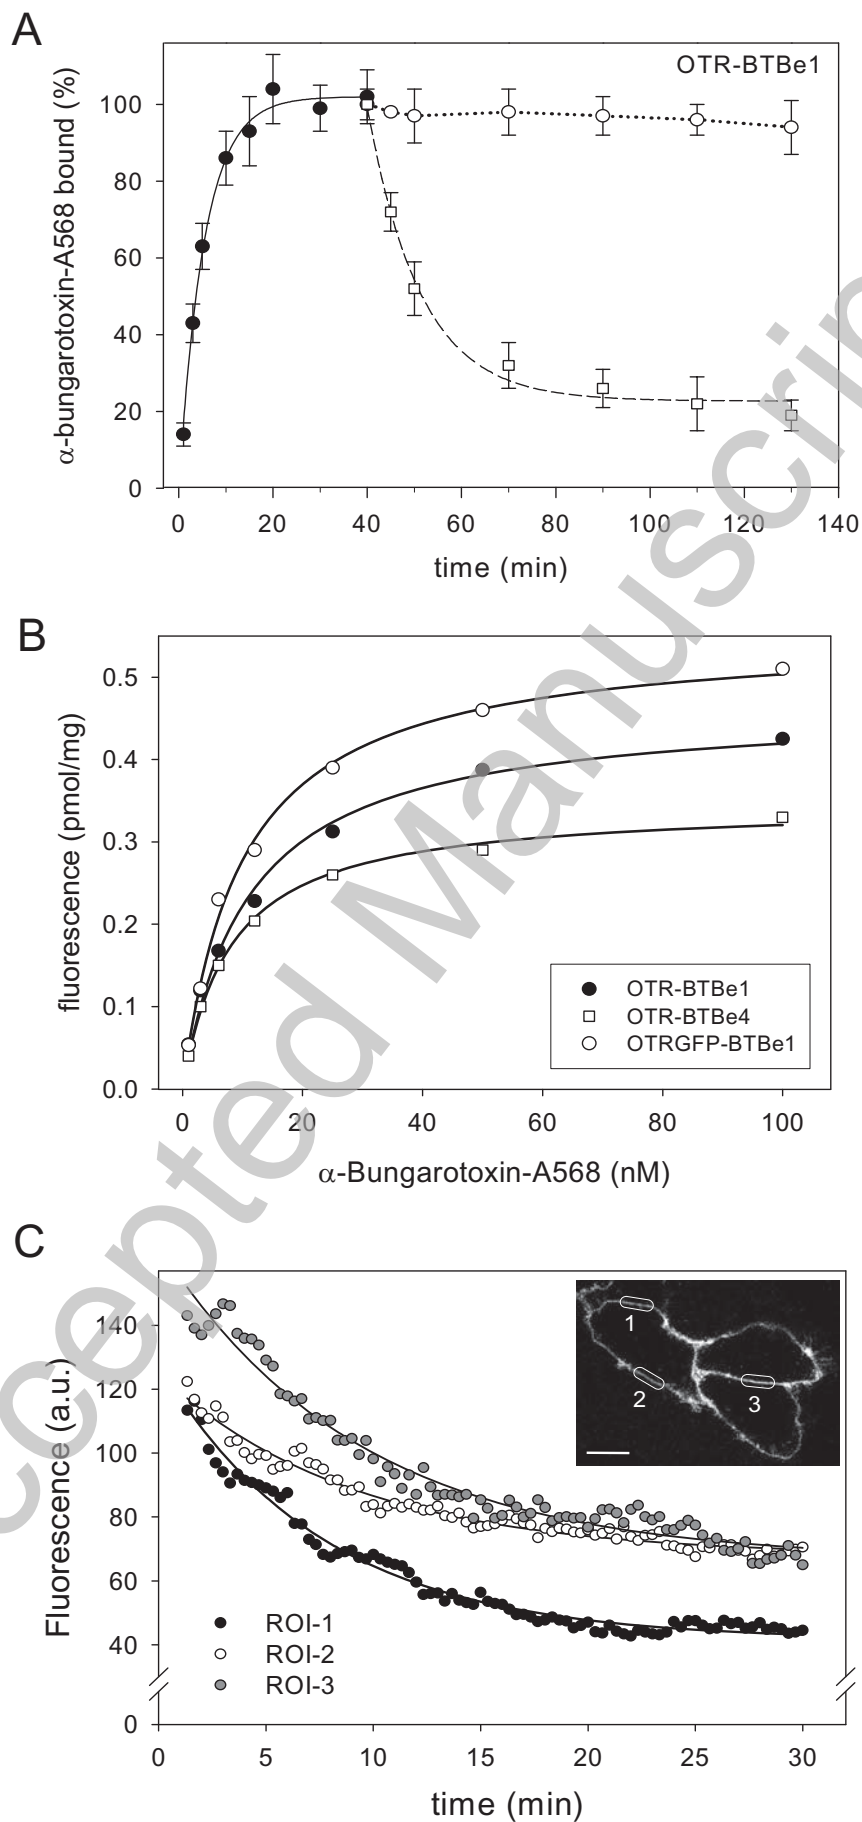 A
OTR-BTBe1
α-bungarotoxin-A568 bound (%)
100
80
60
40
20
0
0 20 40 60 80 100 120 140
time (min)
B
fluorescence (pmol/mg)
0.5
0.4
0.3
0.2
0.1
0.0
OTR-BTBe1
OTR-BTBe4
OTRGFP-BTBe1
0 20 40 60 80 100
α-Bungarotoxin-A568 (nM)
C
Fluorescence (a.u.)
140
120
100
80
60
40
0
1
2
3
ROI-1
ROI-2
ROI-3
0 5 10 15 20 25 30
time (min)
Accepted Manuscrip